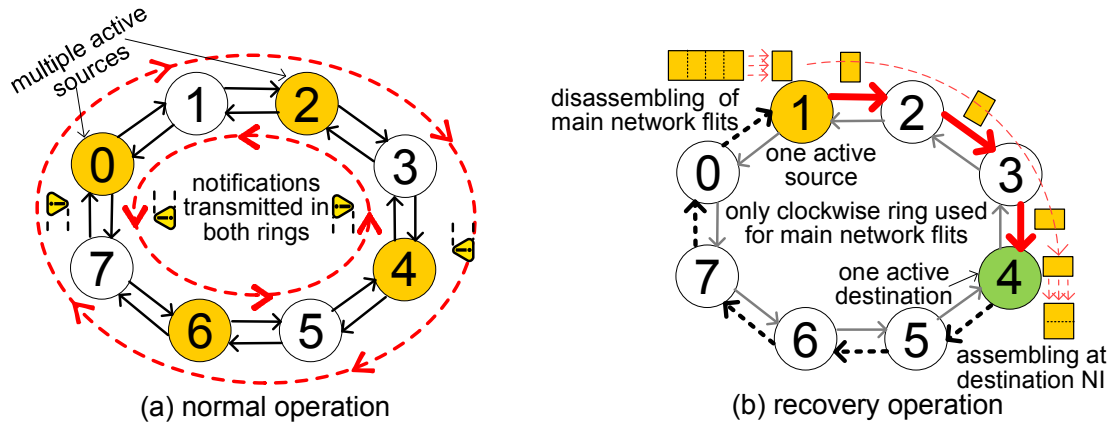 multiple active
sources
0
1
2
3
4
5
6
7
notifications
transmitted in
both rings
!
!
!
!
(a) normal operation
disassembling of
main network flits
0
1
2
3
4
5
6
7
one active
source
only clockwise ring used
for main network flits
one active
destination
assembling at
destination NI
(b) recovery operation